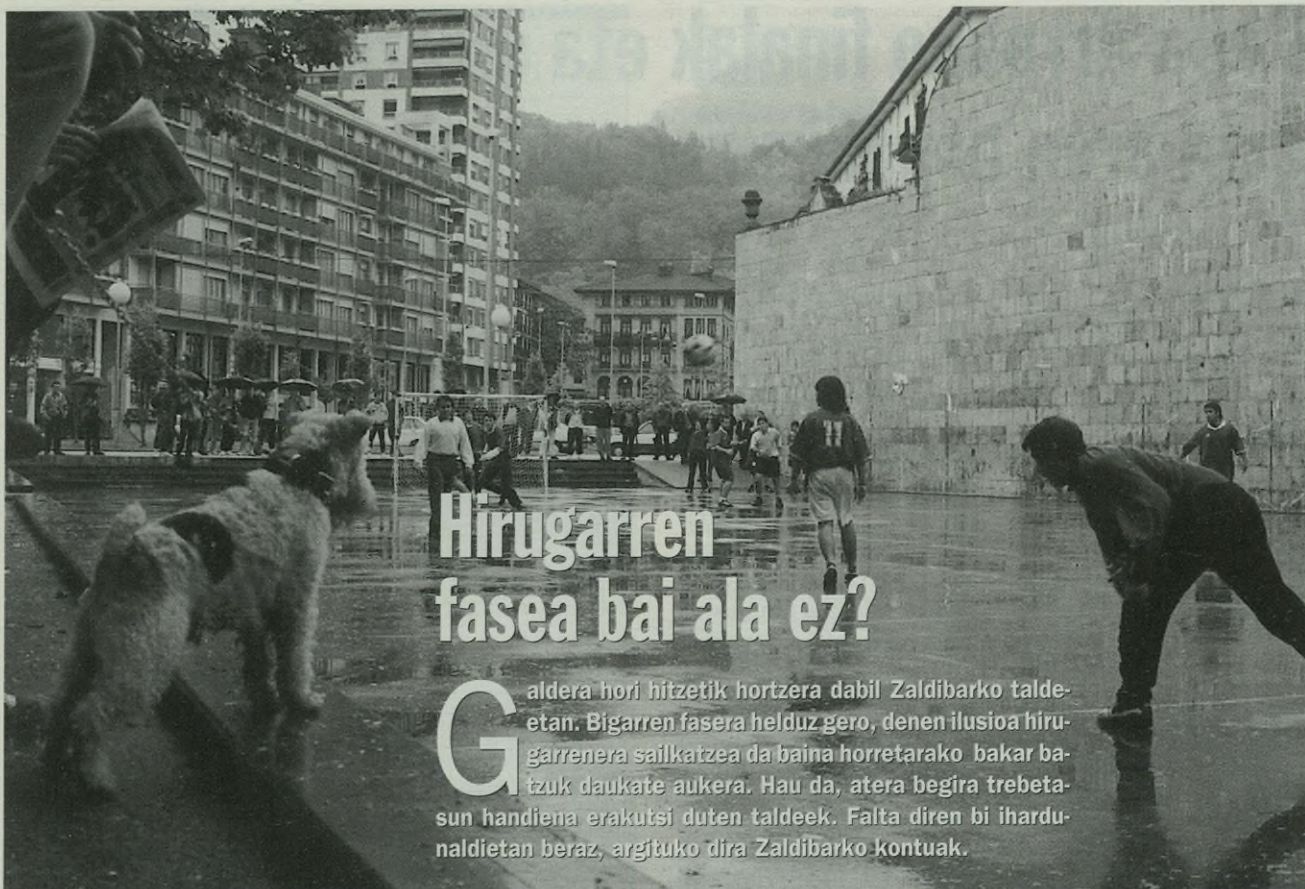 Hirugarren
fasea bai ala ez?
Galdera hori hitzetik hortzera dabil Zaldibarko talde-
etan. Bigarren fasera helduz gero, denen ilusioa hiru-
garrenera sailkatzea da baina horretarako bakar ba-
tzuk daukate aukera. Hau da, atera begira trebeta-
sun handiena erakutsi duten taldeek. Falta diren bi ihardu-
naldietan beraz, argituko dira Zaldibarko kontuak.
11